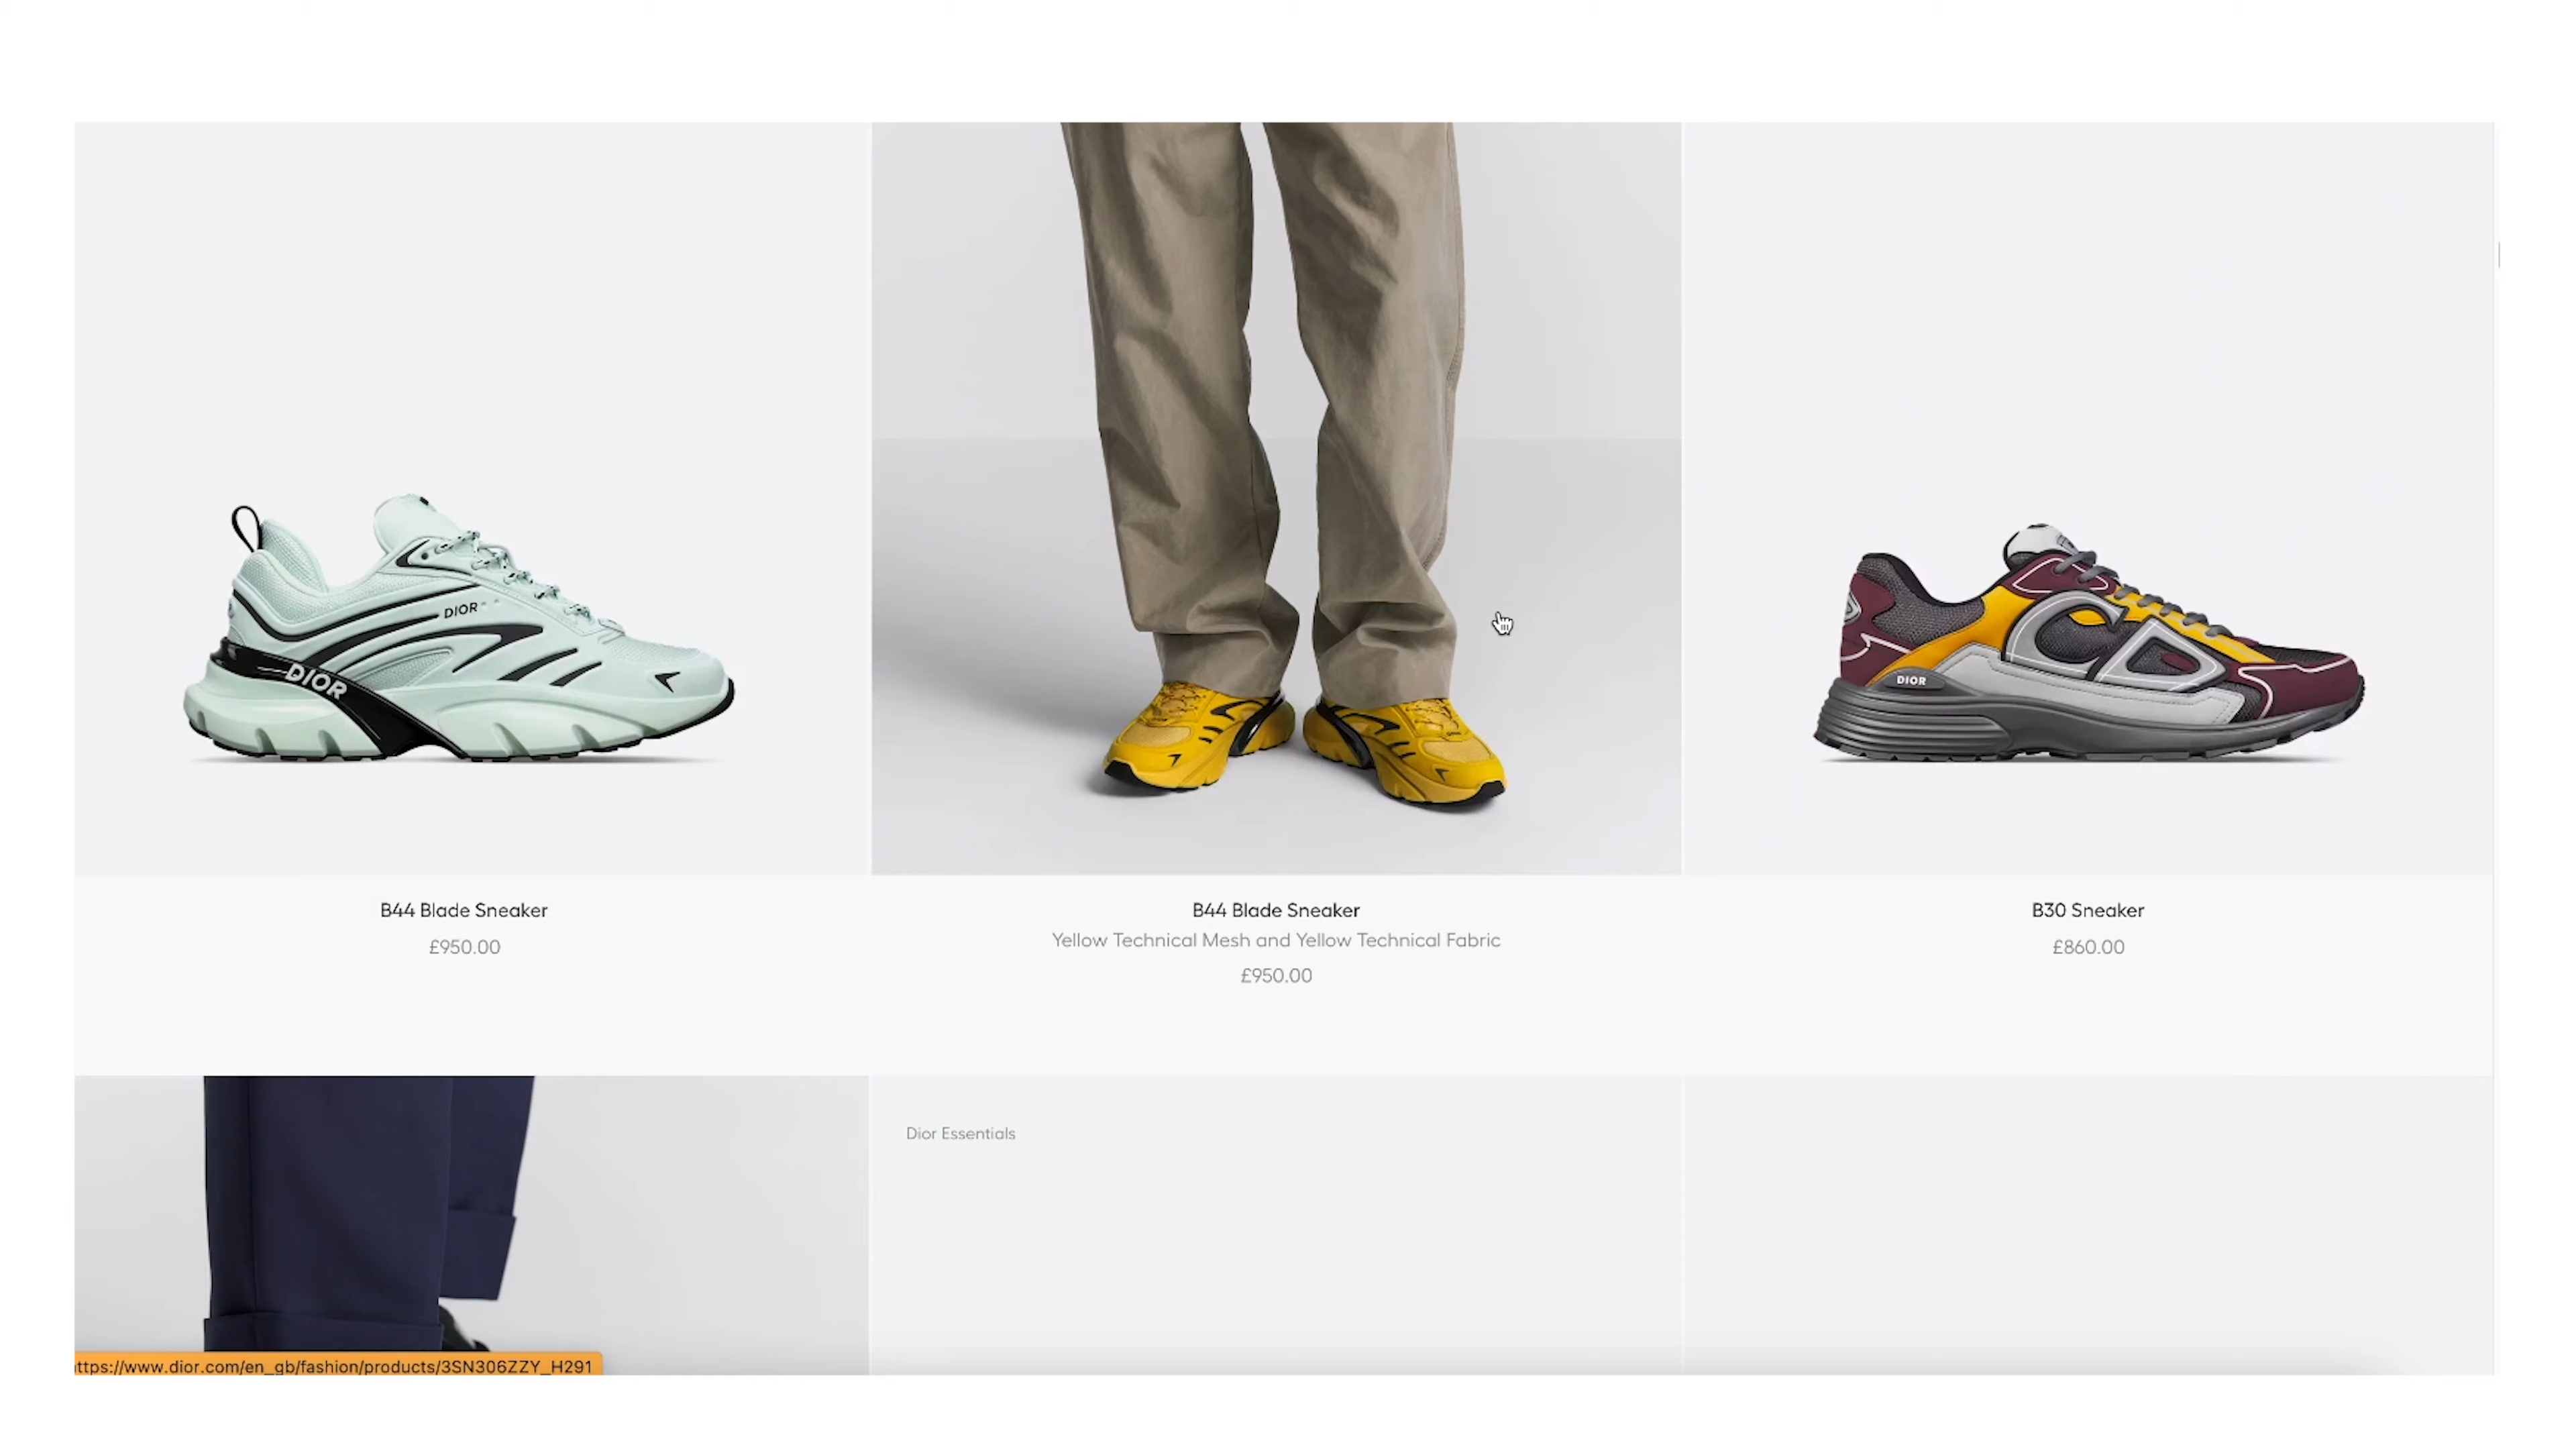 DIOR
DIOR
DIOR
B44 Blade Sneaker
£950.00
B44 Blade Sneaker
Yellow Technical Mesh and Yellow Technical Fabric
£950.00
B30 Sneaker
£860.00
Dior Essentials
ttps://www.dior.com/en_gb/fashion/products/3SN306ZZY_H291